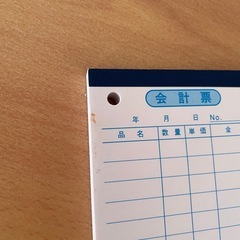 会計票
年 月 日 No.
品名 数量 単価 金